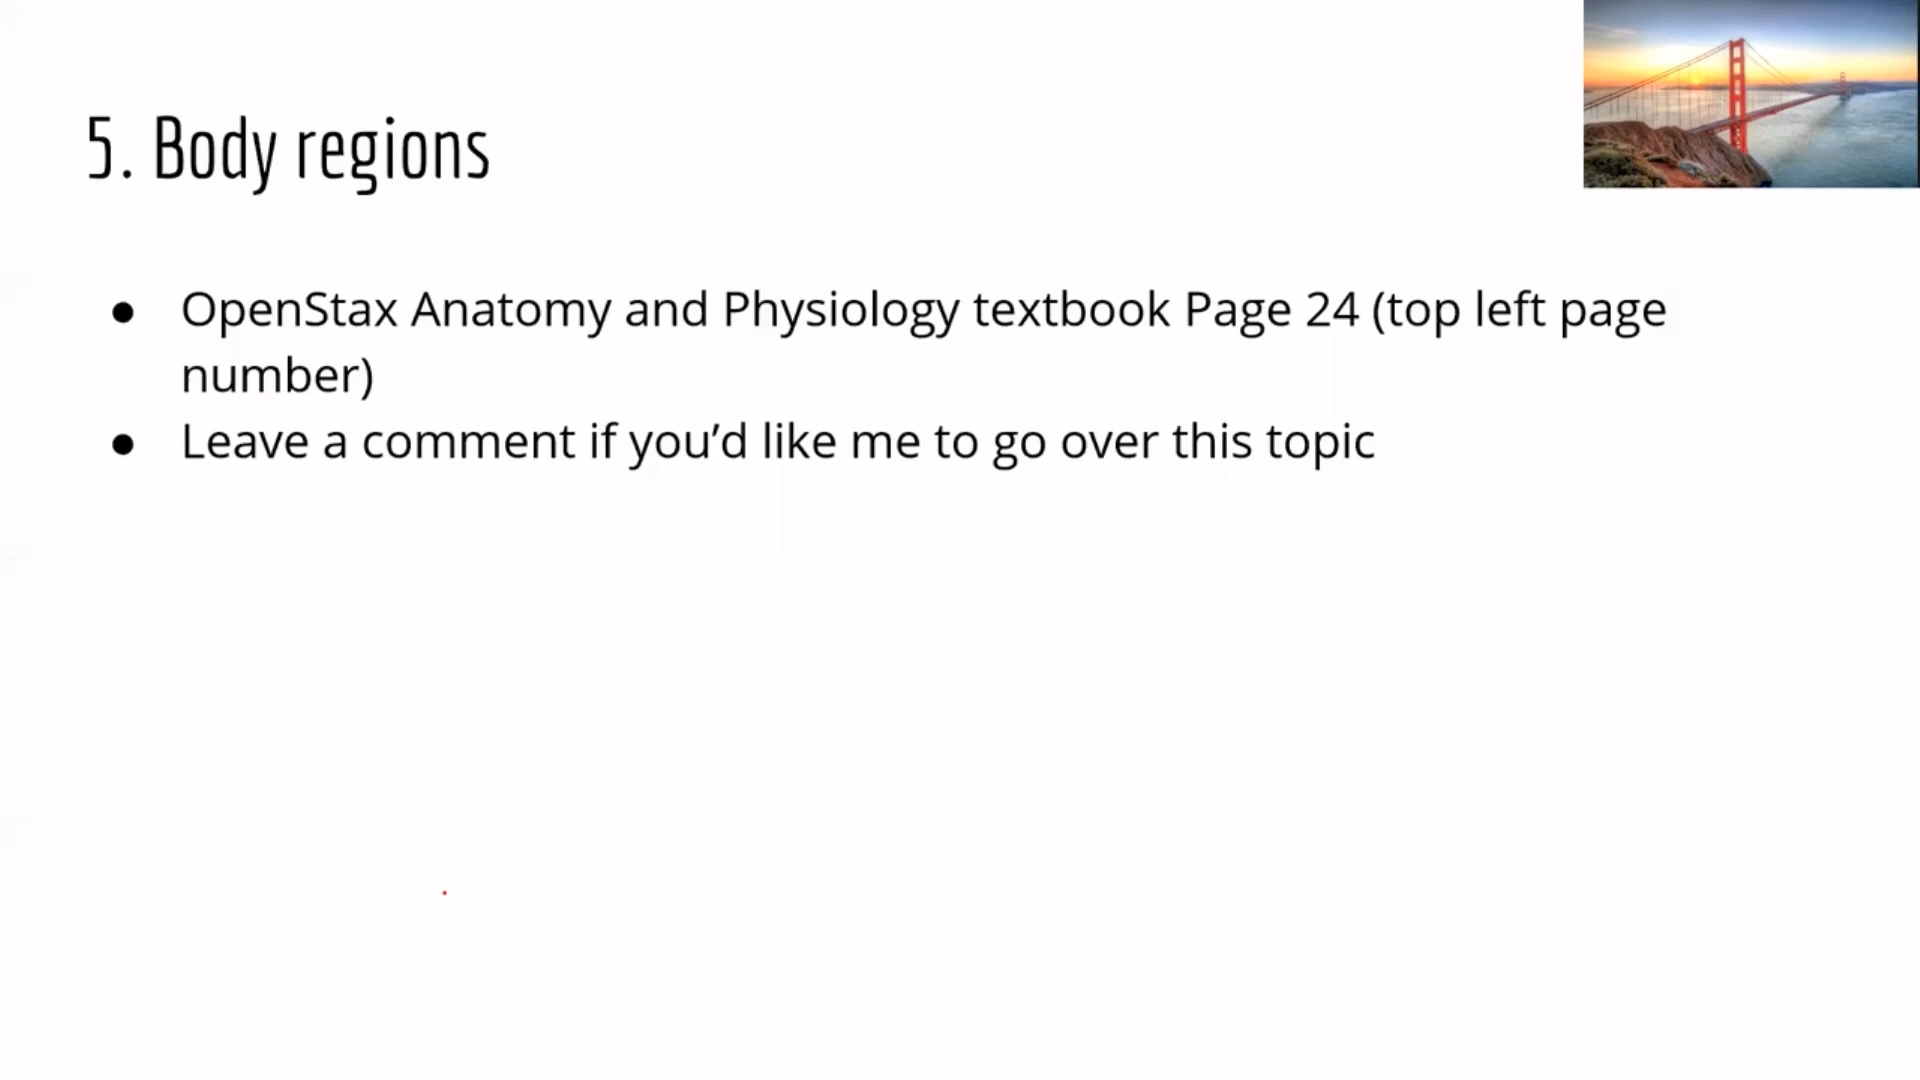 5. Body regions
● OpenStax Anatomy and Physiology textbook Page 24 (top left page
number)
● Leave a comment if you’d like me to go over this topic